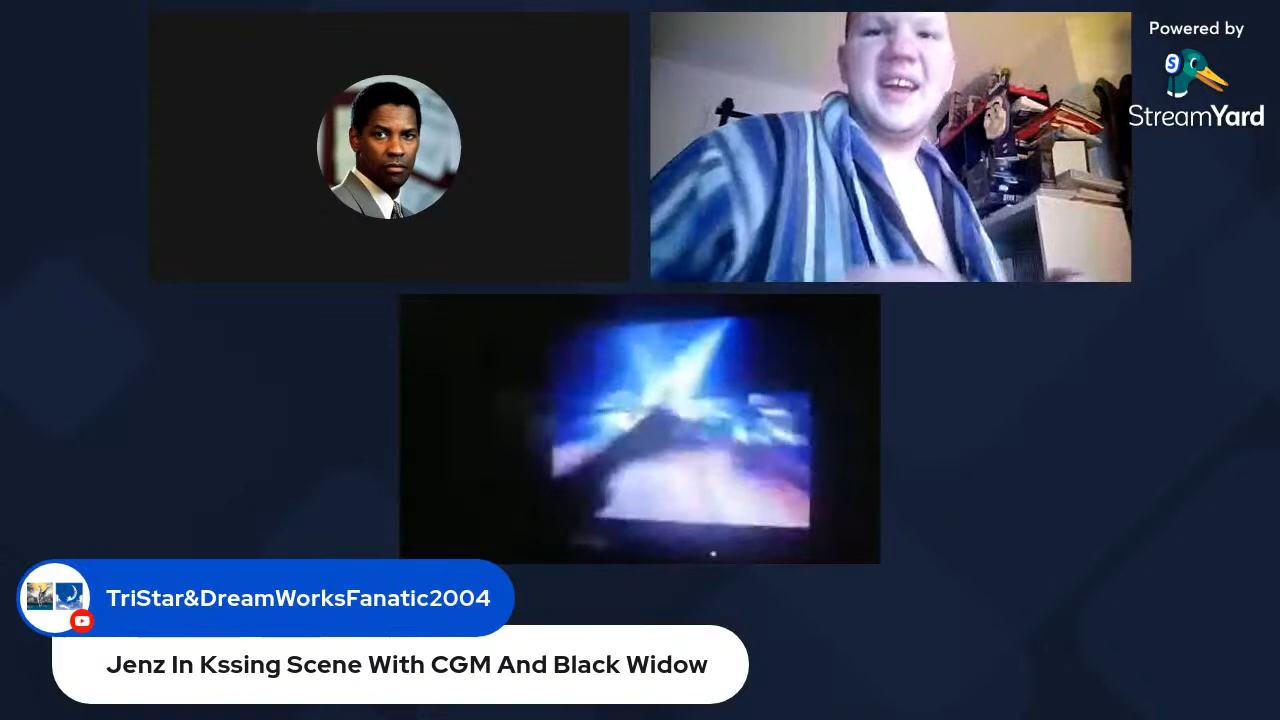 Powered by
StreamYard
TriStar&DreamWorksFanatic2004
Jenz In Kssing Scene With CGM And Black Widow